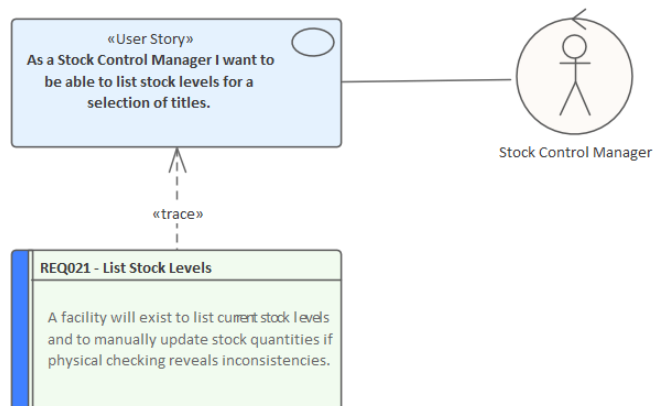 «User Story»
As a Stock Control Manager I want to
be able to list stock levels for a
selection of titles.
Stock Control Manager
«trace»
REQ021 - List Stock Levels
A facility will exist to list current stock levels
and to manually update stock quantities if
physical checking reveals inconsistencies.